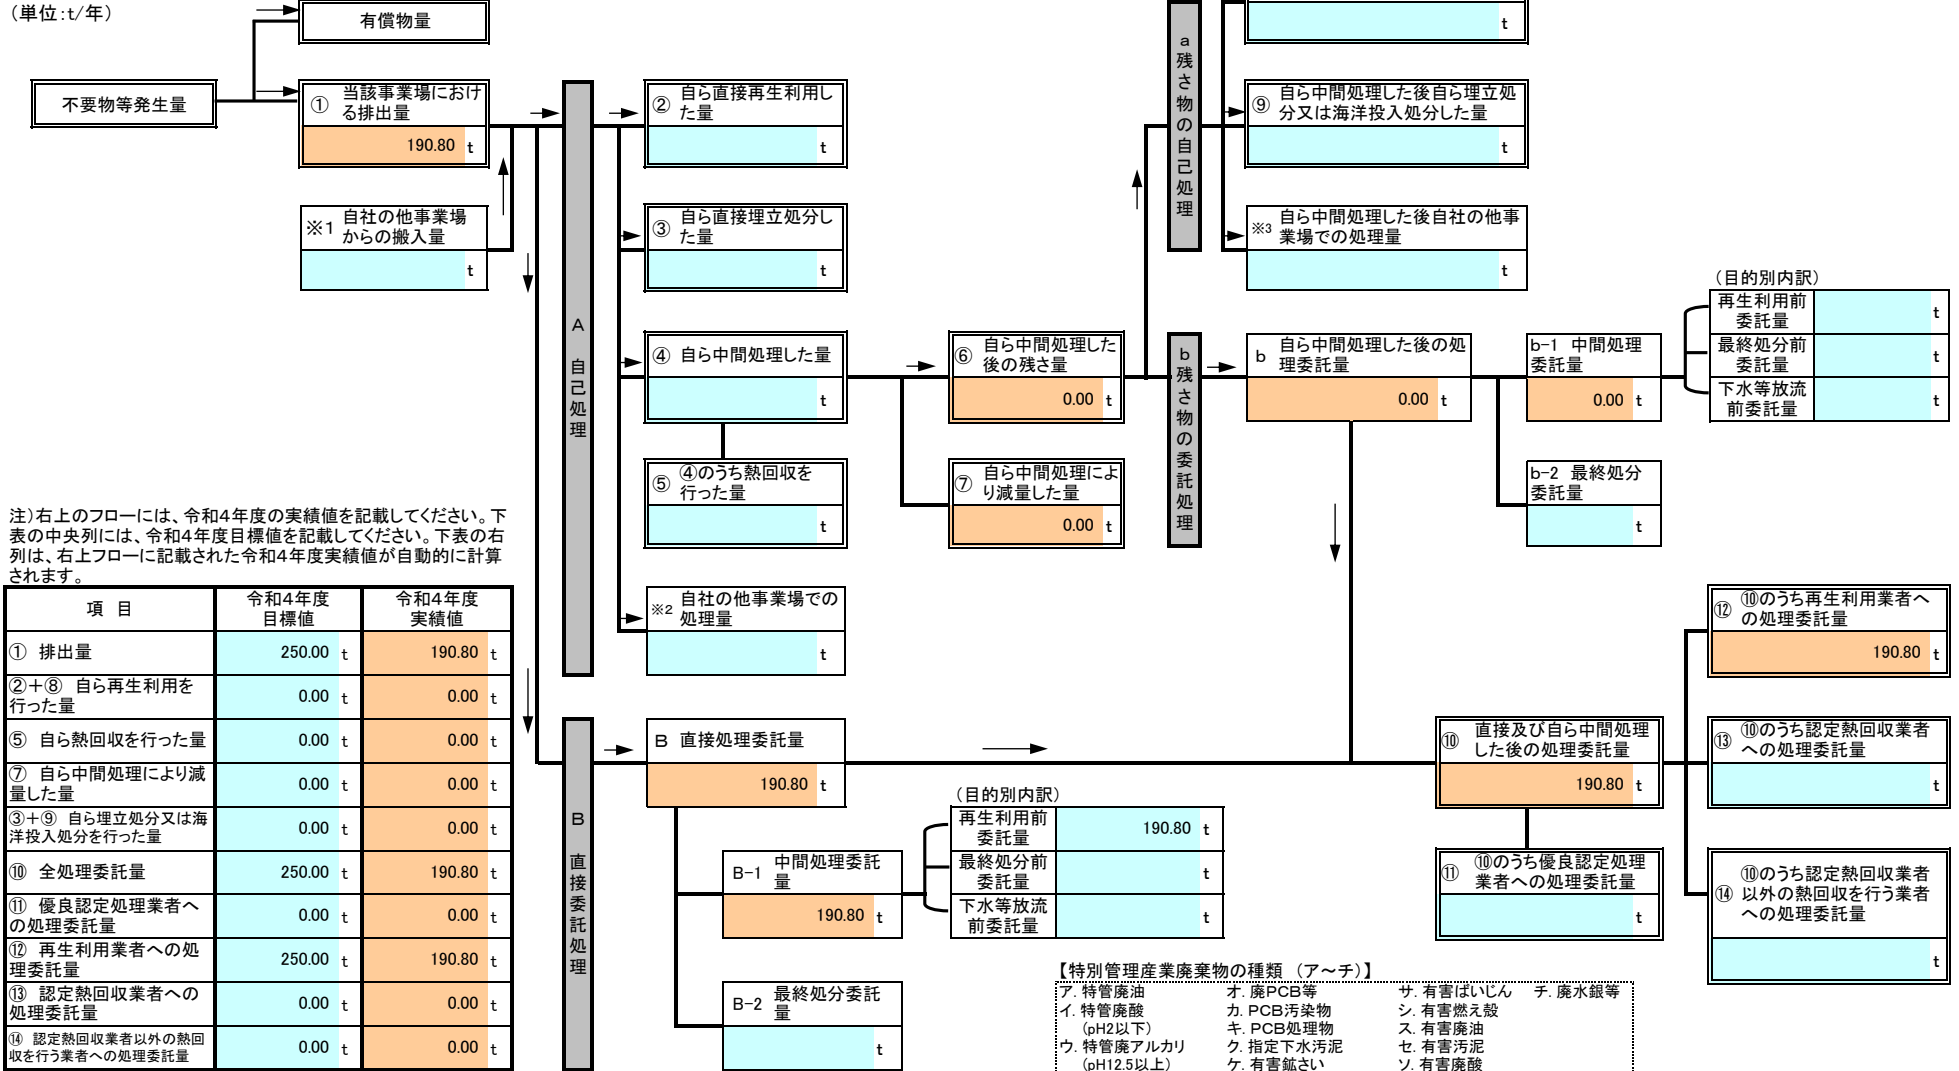 （単位：t/年）
有償物量
不要物等発生量
① 当該事業場におけ
る排出量
190.80 t
※1 自社の他事業場
からの搬入量
t
A 自己処理
② 自ら直接再生利用し
た量
t
③ 自ら直接埋立処分し
た量
t
④ 自ら中間処理した量
t
⑤ ④のうち熱回収を
行った量
t
※2 自社の他事業場での
処理量
t
⑥ 自ら中間処理した
後の残さ量
0.00 t
⑦ 自ら中間処理によ
り減量した量
0.00 t
a 残さ物の自己処理
t
⑨ 自ら中間処理した後自ら埋立処
分又は海洋投入処分した量
t
※3 自ら中間処理した後自社の他事
業場での処理量
t
b 残さ物の委託処理
b 自ら中間処理した後の処
理委託量
0.00 t
b-1 中間処理
委託量
0.00 t
b-2 最終処分
委託量
t
（目的別内訳）
再生利用前
委託量
t
最終処分前
委託量
t
下水等放流
前委託量
t
注）右上のフローには、令和4年度の実績値を記載してください。下
表の中央列には、令和4年度目標値を記載してください。下表の右
列は、右上フローに記載された令和4年度実績値が自動的に計算
されます。
項 目 令和4年度
目標値 令和4年度
実績値
① 排出量 250.00 t 190.80 t
②＋⑧ 自ら再生利用を
行った量 0.00 t 0.00 t
⑤ 自ら熱回収を行った量 0.00 t 0.00 t
⑦ 自ら中間処理により減
量した量 0.00 t 0.00 t
③＋⑨ 自ら埋立処分又は海
洋投入処分を行った量 0.00 t 0.00 t
⑩ 全処理委託量 250.00 t 190.80 t
⑪ 優良認定処理業者へ
の処理委託量 0.00 t 0.00 t
⑫ 再生利用業者への処
理委託量 250.00 t 190.80 t
⑬ 認定熱回収業者への
処理委託量 0.00 t 0.00 t
⑭ 認定熱回収業者以外の熱回
収を行う業者への処理委託量 0.00 t 0.00 t
B 直接委託処理
B 直接処理委託量
190.80 t
B-1 中間処理委託
量
190.80 t
B-2 最終処分委託
量
t
（目的別内訳）
再生利用前
委託量
190.80 t
最終処分前
委託量
t
下水等放流
前委託量
t
⑩ 直接及び自ら中間処理
した後の処理委託量
190.80 t
⑪ ⑩のうち優良認定処理
業者への処理委託量
t
⑫ ⑩のうち再生利用業者へ
の処理委託量
190.80 t
⑬ ⑩のうち認定熱回収業者
への処理委託量
t
⑭ ⑩のうち認定熱回収業者
以外の熱回収を行う業者
への処理委託量
t
【特別管理産業廃棄物の種類 （ア～チ）】
ア. 特管廃油 オ. 廃PCB等 サ. 有害ばいじん チ. 廃水銀等
イ. 特管廃酸 カ. PCB汚染物 シ. 有害燃え殻
（pH2以下） キ. PCB処理物 ス. 有害廃油
ウ. 特管廃アルカリ ク. 指定下水汚泥 セ. 有害汚泥
（pH12.5以上） ケ. 有害鉱さい ソ. 有害廃酸